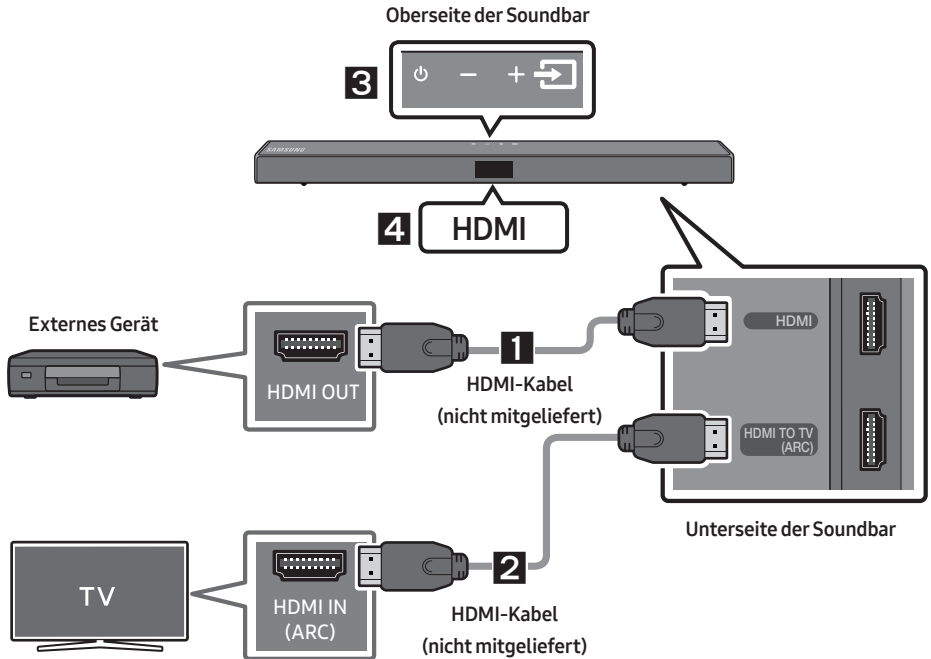 Oberseite der Soundbar
3
SAMSUNG
4
HDMI
Externes Gerät
HDMI OUT
1
HDMI-Kabel
(nicht mitgeliefert)
HDMI
HDMI TO TV
(ARC)
Unterseite der Soundbar
TV
HDMI IN
(ARC)
2
HDMI-Kabel
(nicht mitgeliefert)